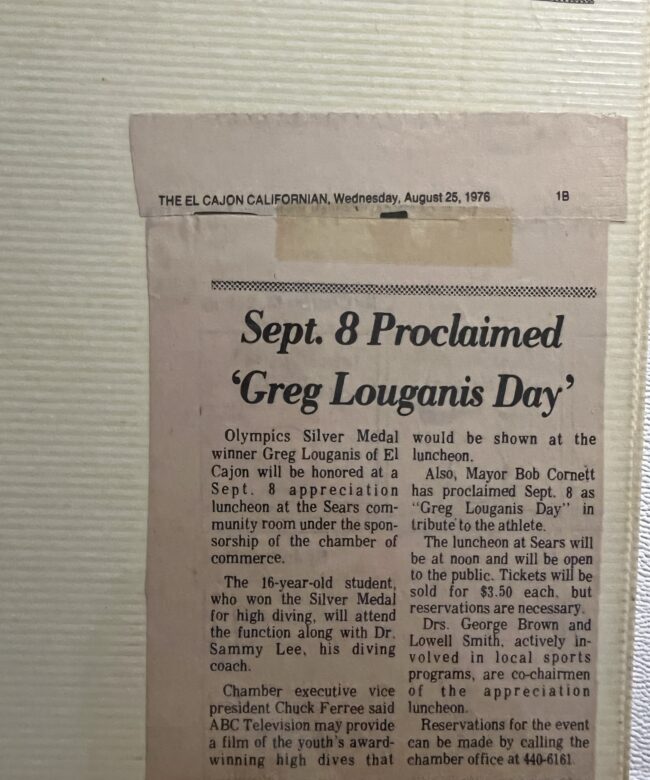 THE EL CAJON CALIFORNIAN, Wednesday, August 25, 1976 1B
Sept. 8 Proclaimed
‘Greg Louganis Day’
Olympics Silver Medal
winner Greg Louganis of El
Cajon will be honored at a
Sept. 8 appreciation
luncheon at the Sears com-
munity room under the spon-
sorship of the chamber of
commerce.
The 16-year-old student,
who won the Silver Medal
for high diving, will attend
the function along with Dr.
Sammy Lee, his diving
coach.
Chamber executive vice
president Chuck Ferree said
ABC Television may provide
a film of the youth's award-
winning high dives that
would be shown at the
luncheon.
Also, Mayor Bob Cornett
has proclaimed Sept. 8 as
"Greg Louganis Day" in
tribute to the athlete.
The luncheon at Sears will
be at noon and will be open
to the public. Tickets will be
sold for $3.50 each, but
reservations are necessary.
Drs. George Brown and
Lowell Smith, actively in-
volved in local sports
programs, are co-chairmen
of the appreciation
luncheon.
Reservations for the event
can be made by calling the
chamber office at 440-6161.